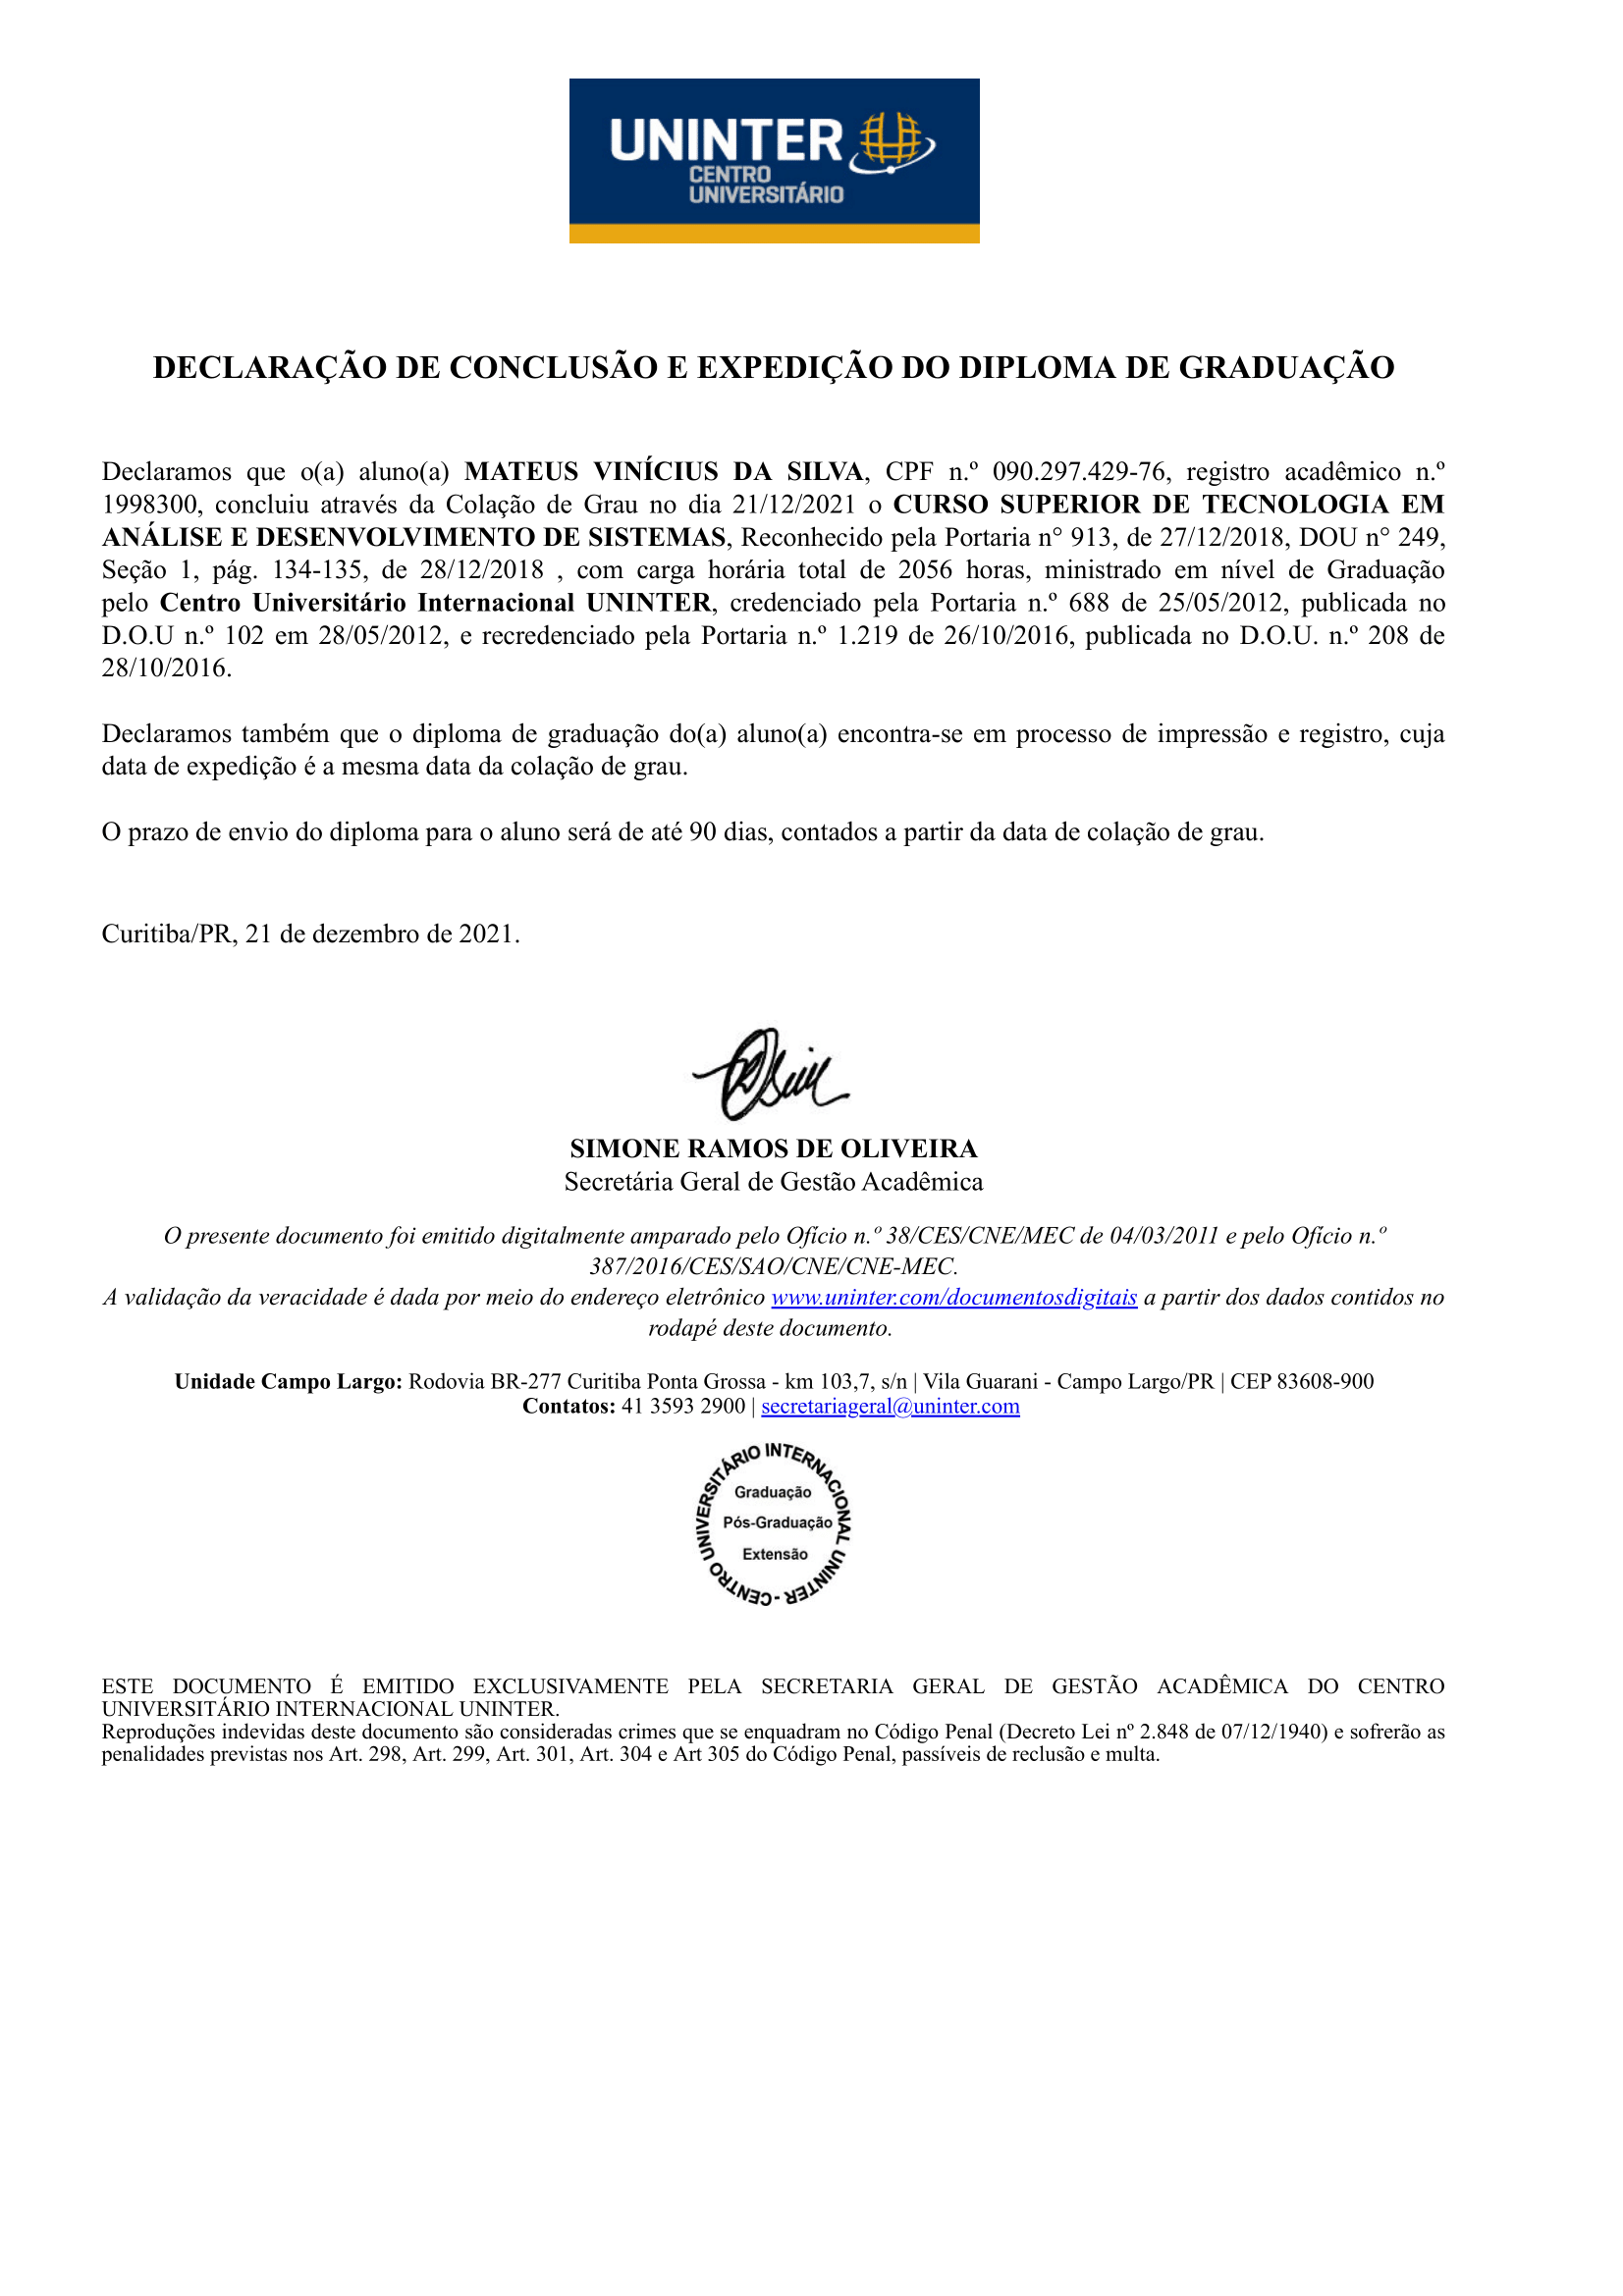 UNINTER
CENTRO
UNIVERSITÁRIO
DECLARAÇÃO DE CONCLUSÃO E EXPEDIÇÃO DO DIPLOMA DE GRADUAÇÃO
Declaramos que o(a) aluno(a) MATEUS VINÍCIUS DA SILVA, CPF n.º 090.297.429-76, registro acadêmico n.º
1998300, concluiu através da Colação de Grau no dia 21/12/2021 o CURSO SUPERIOR DE TECNOLOGIA EM
ANÁLISE E DESENVOLVIMENTO DE SISTEMAS, Reconhecido pela Portaria n° 913, de 27/12/2018, DOU n° 249,
Seção 1, pág. 134-135, de 28/12/2018 , com carga horária total de 2056 horas, ministrado em nível de Graduação
pelo Centro Universitário Internacional UNINTER, credenciado pela Portaria n.º 688 de 25/05/2012, publicada no
D.O.U n.º 102 em 28/05/2012, e recredenciado pela Portaria n.º 1.219 de 26/10/2016, publicada no D.O.U. n.º 208 de
28/10/2016.
Declaramos também que o diploma de graduação do(a) aluno(a) encontra-se em processo de impressão e registro, cuja
data de expedição é a mesma data da colação de grau.
O prazo de envio do diploma para o aluno será de até 90 dias, contados a partir da data de colação de grau.
Curitiba/PR, 21 de dezembro de 2021.
SIMONE RAMOS DE OLIVEIRA
Secretária Geral de Gestão Acadêmica
O presente documento foi emitido digitalmente amparado pelo Ofício n.º 38/CES/CNE/MEC de 04/03/2011 e pelo Ofício n.º
387/2016/CES/SAO/CNE/CNE-MEC.
A validação da veracidade é dada por meio do endereço eletrônico www.uninter.com/documentosdigitais a partir dos dados contidos no
rodapé deste documento.
Unidade Campo Largo: Rodovia BR-277 Curitiba Ponta Grossa - km 103,7, s/n | Vila Guarani - Campo Largo/PR | CEP 83608-900
Contatos: 41 3593 2900 | secretariageral@uninter.com
CENTRO UNIVERSITÁRIO INTERNACIONAL UNINTER -
Graduação
Pós-Graduação
Extensão
ESTE DOCUMENTO É EMITIDO EXCLUSIVAMENTE PELA SECRETARIA GERAL DE GESTÃO ACADÊMICA DO CENTRO
UNIVERSITÁRIO INTERNACIONAL UNINTER.
Reproduções indevidas deste documento são consideradas crimes que se enquadram no Código Penal (Decreto Lei nº 2.848 de 07/12/1940) e sofrerão as
penalidades previstas nos Art. 298, Art. 299, Art. 301, Art. 304 e Art 305 do Código Penal, passíveis de reclusão e multa.